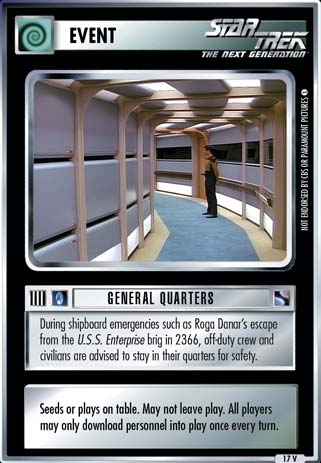 EVENT
STAR TREK
THE NEXT GENERATION
NOT ENDORSED BY CBS OR PARAMOUNT PICTURES
GENERAL QUARTERS
During shipboard emergencies such as Roga Danar's escape
from the U.S.S. Enterprise brig in 2366, off-duty crew and
civilians are advised to stay in their quarters for safety.
Seeds or plays on table. May not leave play. All players
may only download personnel into play once every turn.
17 V